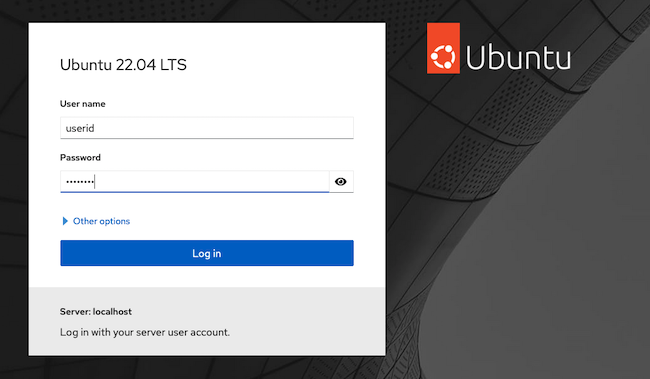 Ubuntu 22.04 LTS
User name
userid
Password
••••••••
Other options
Log in
Server: localhost
Log in with your server user account.
Ubuntu